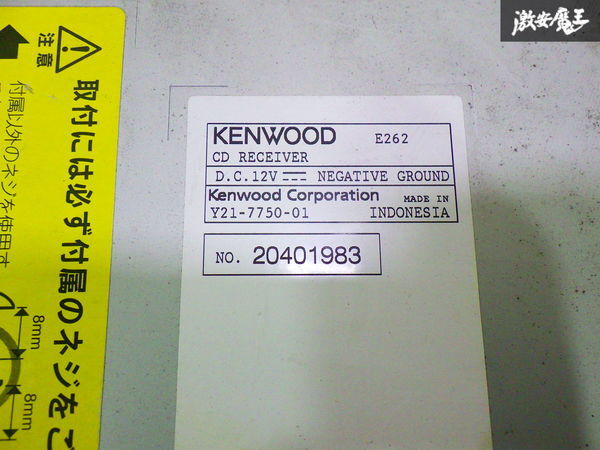 激安魔王
注意
取付には必ず付属のネジをご
付属以外のネジを使用す
8mm
8mm
KENWOOD E262
CD RECEIVER
D.C.12V NEGATIVE GROUND
Kenwood Corporation MADE IN
Y21-7750-01 INDONESIA
NO. 20401983